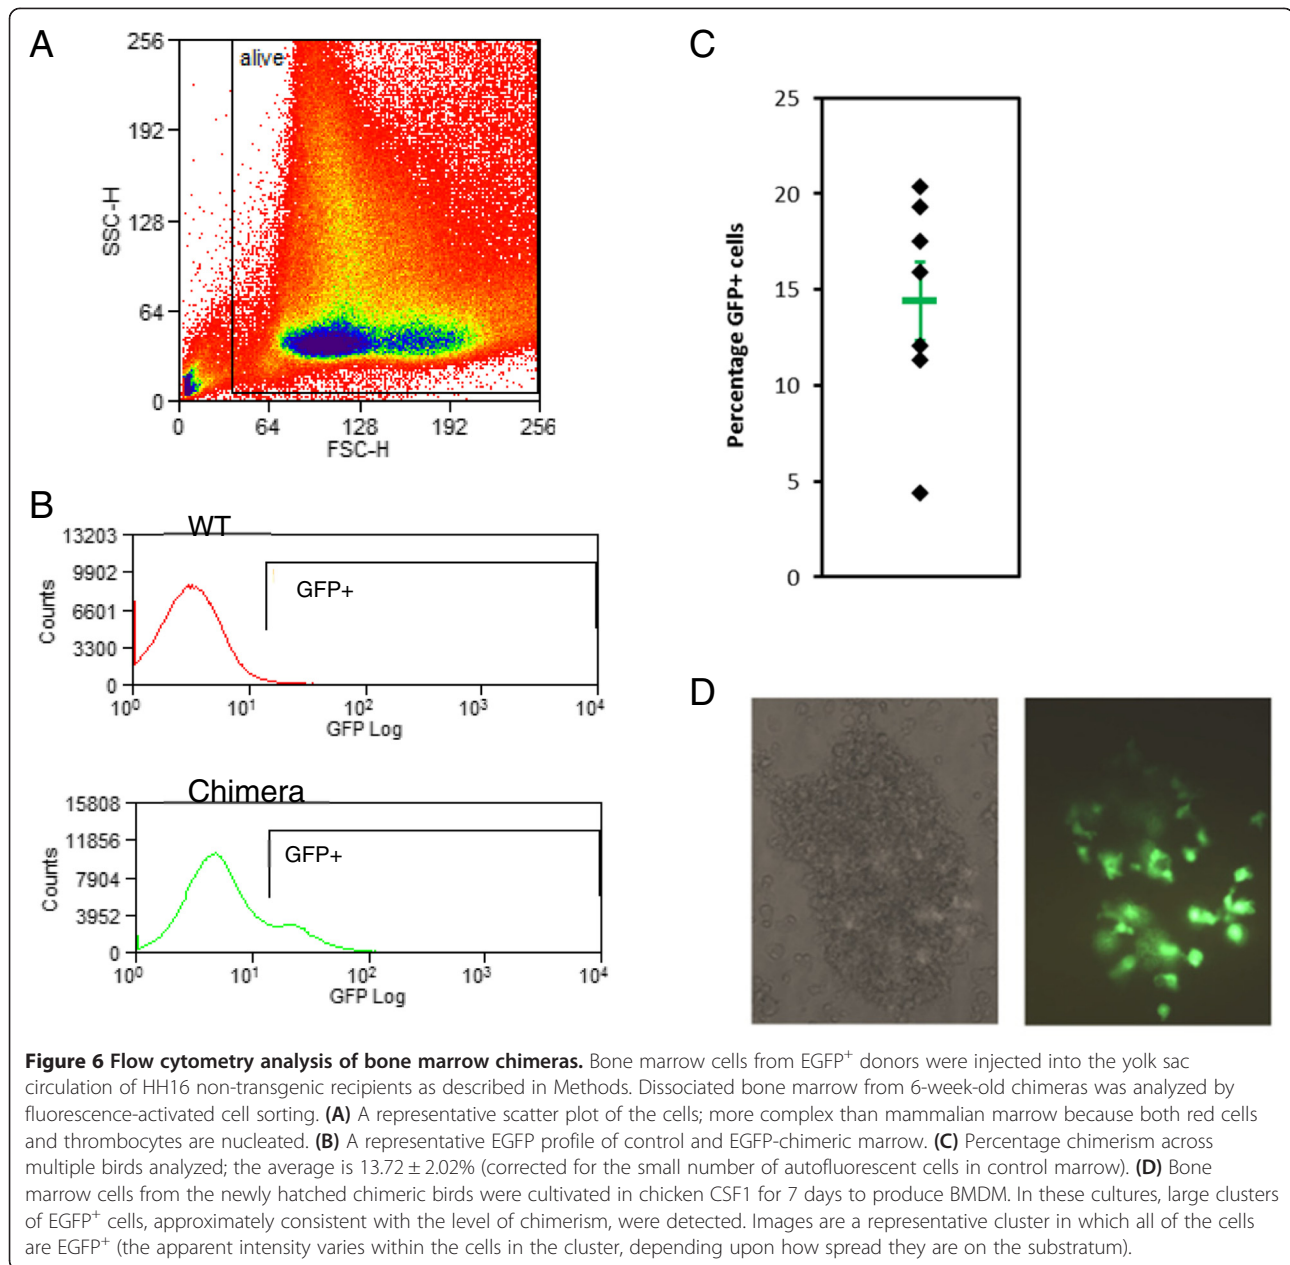 A
256
192
128
64
0
SSC-H
alive
0 64 128 192 256
FSC-H
B
WT
13203
9902
6601
3300
0
Counts
GFP+
10⁰ 10¹ 10² 10³ 10⁴
GFP Log
Chimera
15808
11856
7904
3952
0
Counts
GFP+
10⁰ 10¹ 10² 10³ 10⁴
GFP Log
C
25
20
15
10
5
0
Percentage GFP+ cells
D
Figure 6 Flow cytometry analysis of bone marrow chimeras. Bone marrow cells from EGFP⁺ donors were injected into the yolk sac
circulation of HH16 non-transgenic recipients as described in Methods. Dissociated bone marrow from 6-week-old chimeras was analyzed by
fluorescence-activated cell sorting. (A) A representative scatter plot of the cells; more complex than mammalian marrow because both red cells
and thrombocytes are nucleated. (B) A representative EGFP profile of control and EGFP-chimeric marrow. (C) Percentage chimerism across
multiple birds analyzed; the average is 13.72 ± 2.02% (corrected for the small number of autofluorescent cells in control marrow). (D) Bone
marrow cells from the newly hatched chimeric birds were cultivated in chicken CSF1 for 7 days to produce BMDM. In these cultures, large clusters
of EGFP⁺ cells, approximately consistent with the level of chimerism, were detected. Images are a representative cluster in which all of the cells
are EGFP⁺ (the apparent intensity varies within the cells in the cluster, depending upon how spread they are on the substratum).